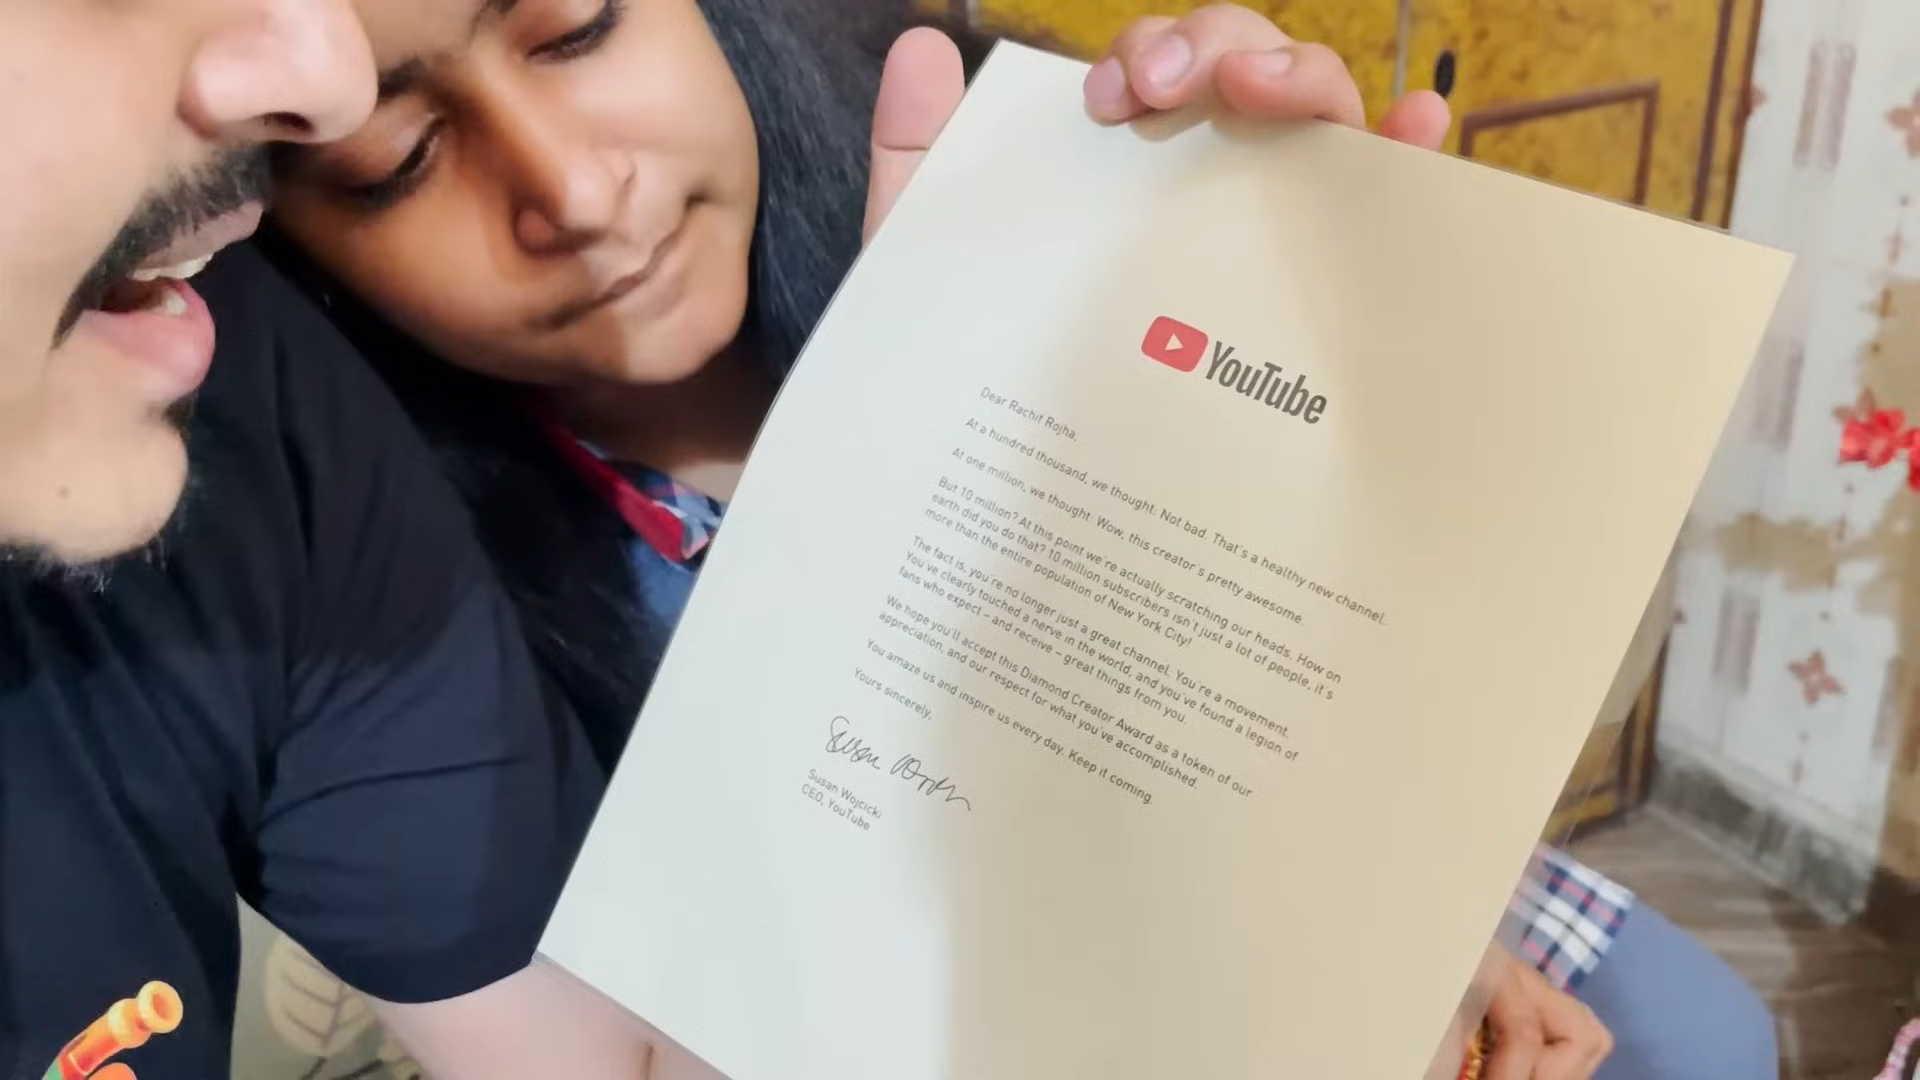 YouTube
Dear Rachit Rojha,
At a hundred thousand, we thought: Not bad. That's a healthy new channel.
At one million, we thought: Wow, this creator's pretty awesome.
But 10 million? At this point we're actually scratching our heads. How on
earth did you do that? 10 million subscribers isn't just a lot of people, it's
more than the entire population of New York City!
The fact is, you're no longer just a great channel. You're a movement.
You've clearly touched a nerve in the world, and you've found a legion of
fans who expect – and receive – great things from you.
We hope you'll accept this Diamond Creator Award as a token of our
appreciation, and our respect for what you've accomplished.
You amaze us and inspire us every day. Keep it coming.
Yours sincerely,
Susan Wojcicki
CEO, YouTube